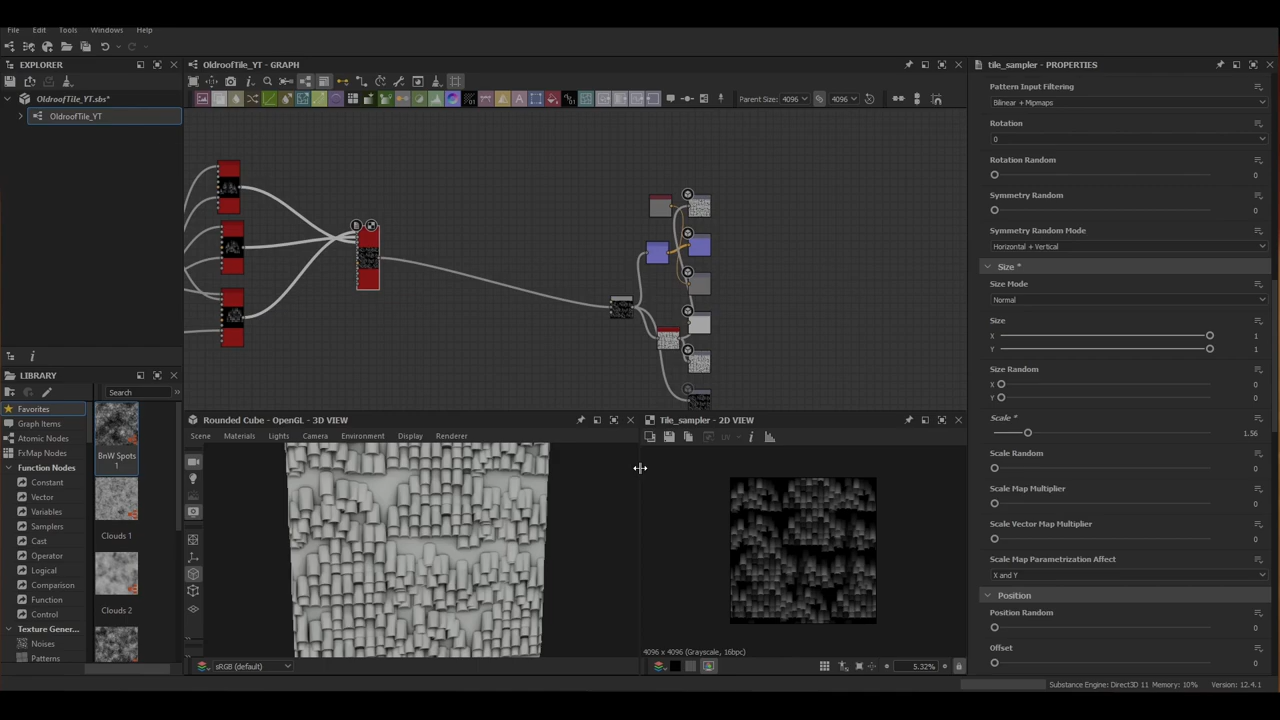 File Edit Tools Windows Help
EXPLORER
OldroofTile_YT.sbs*
OldroofTile_YT
LIBRARY
Search
Favorites
Graph Items
Atomic Nodes
FxMap Nodes
Function Nodes
Constant
Vector
Variables
Samplers
Cast
Operator
Logical
Comparison
Function
Control
Texture Gener...
Noises
Patterns
BnW Spots
1
Clouds 1
Clouds 2
OldroofTile_YT - GRAPH
Parent Size: 4096 4096
Rounded Cube - OpenGL - 3D VIEW
Scene Materials Lights Camera Environment Display Renderer
sRGB (default)
Tile_sampler - 2D VIEW
UV
4096 x 4096 (Grayscale, 16bpc)
5.32%
tile_sampler - PROPERTIES
Pattern Input Filtering
Bilinear + Mipmaps
Rotation
0
Rotation Random
0
Symmetry Random
0
Symmetry Random Mode
Horizontal + Vertical
Size *
Size Mode
Normal
Size
X 1
Y 1
Size Random
X 0
Y 0
Scale *
1.56
Scale Random
0
Scale Map Multiplier
0
Scale Vector Map Multiplier
0
Scale Map Parametrization Affect
X and Y
Position
Position Random
0
Offset
0
Substance Engine: Direct3D 11 Memory: 10% Version: 12.4.1